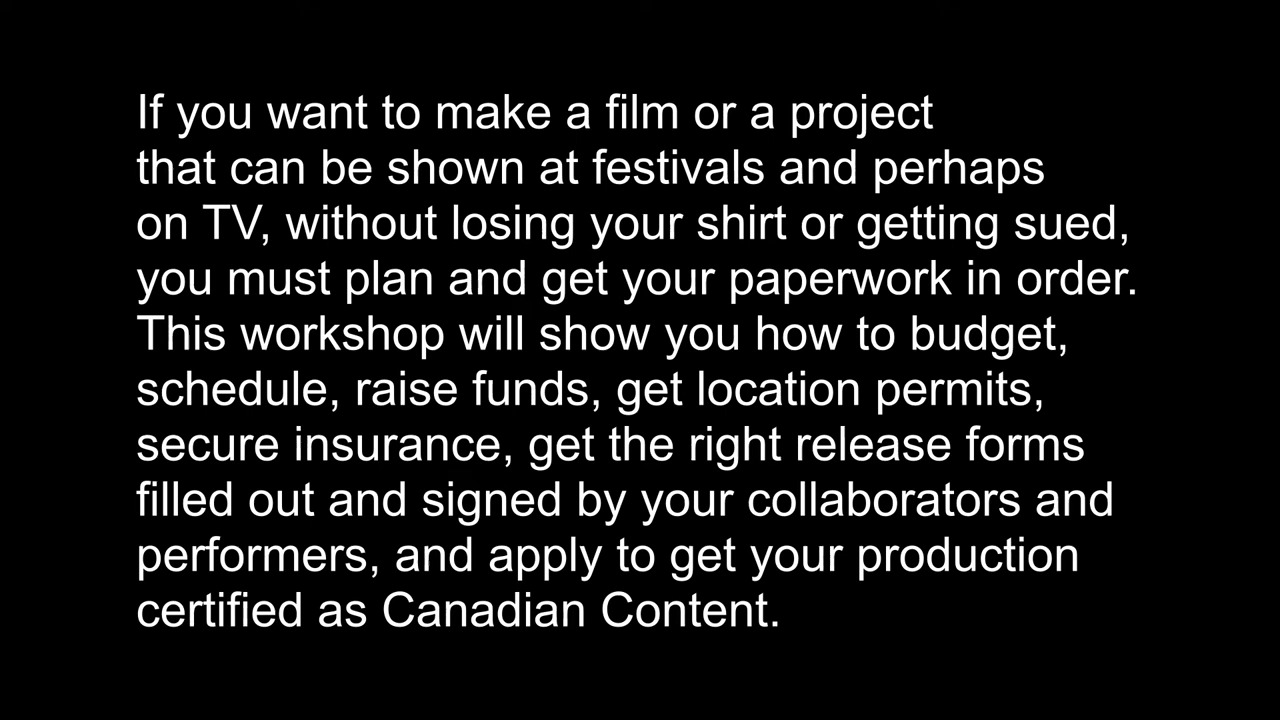 If you want to make a film or a project
that can be shown at festivals and perhaps
on TV, without losing your shirt or getting sued,
you must plan and get your paperwork in order.
This workshop will show you how to budget,
schedule, raise funds, get location permits,
secure insurance, get the right release forms
filled out and signed by your collaborators and
performers, and apply to get your production
certified as Canadian Content.